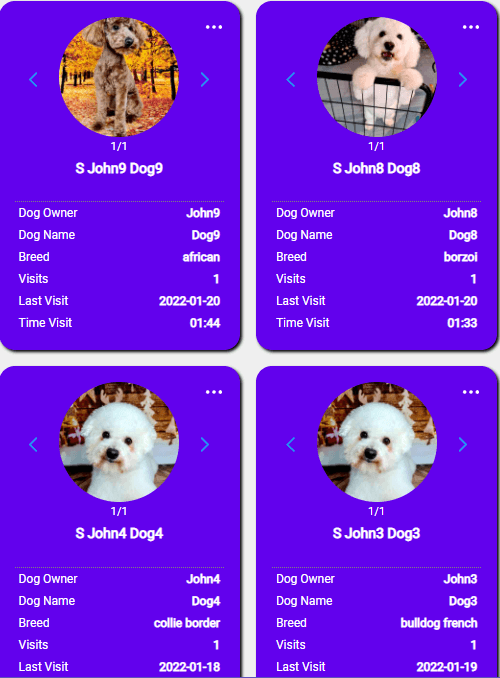 1/1
S John9 Dog9
Dog Owner John9
Dog Name Dog9
Breed african
Visits 1
Last Visit 2022-01-20
Time Visit 01:44
1/1
S John8 Dog8
Dog Owner John8
Dog Name Dog8
Breed borzoi
Visits 1
Last Visit 2022-01-20
Time Visit 01:33
1/1
S John4 Dog4
Dog Owner John4
Dog Name Dog4
Breed collie border
Visits 1
Last Visit 2022-01-18
1/1
S John3 Dog3
Dog Owner John3
Dog Name Dog3
Breed bulldog french
Visits 1
Last Visit 2022-01-19